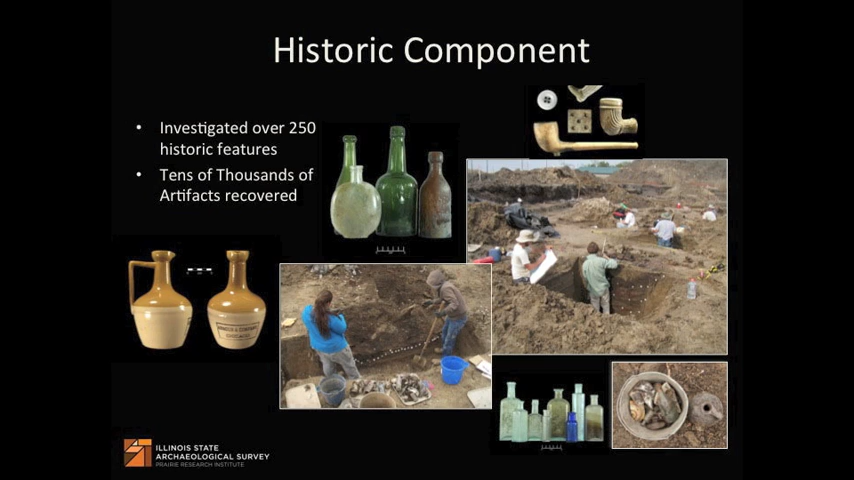 Historic Component
• Investigated over 250
historic features
• Tens of Thousands of
Artifacts recovered
ILLINOIS STATE
ARCHAEOLOGICAL SURVEY
PRAIRIE RESEARCH INSTITUTE